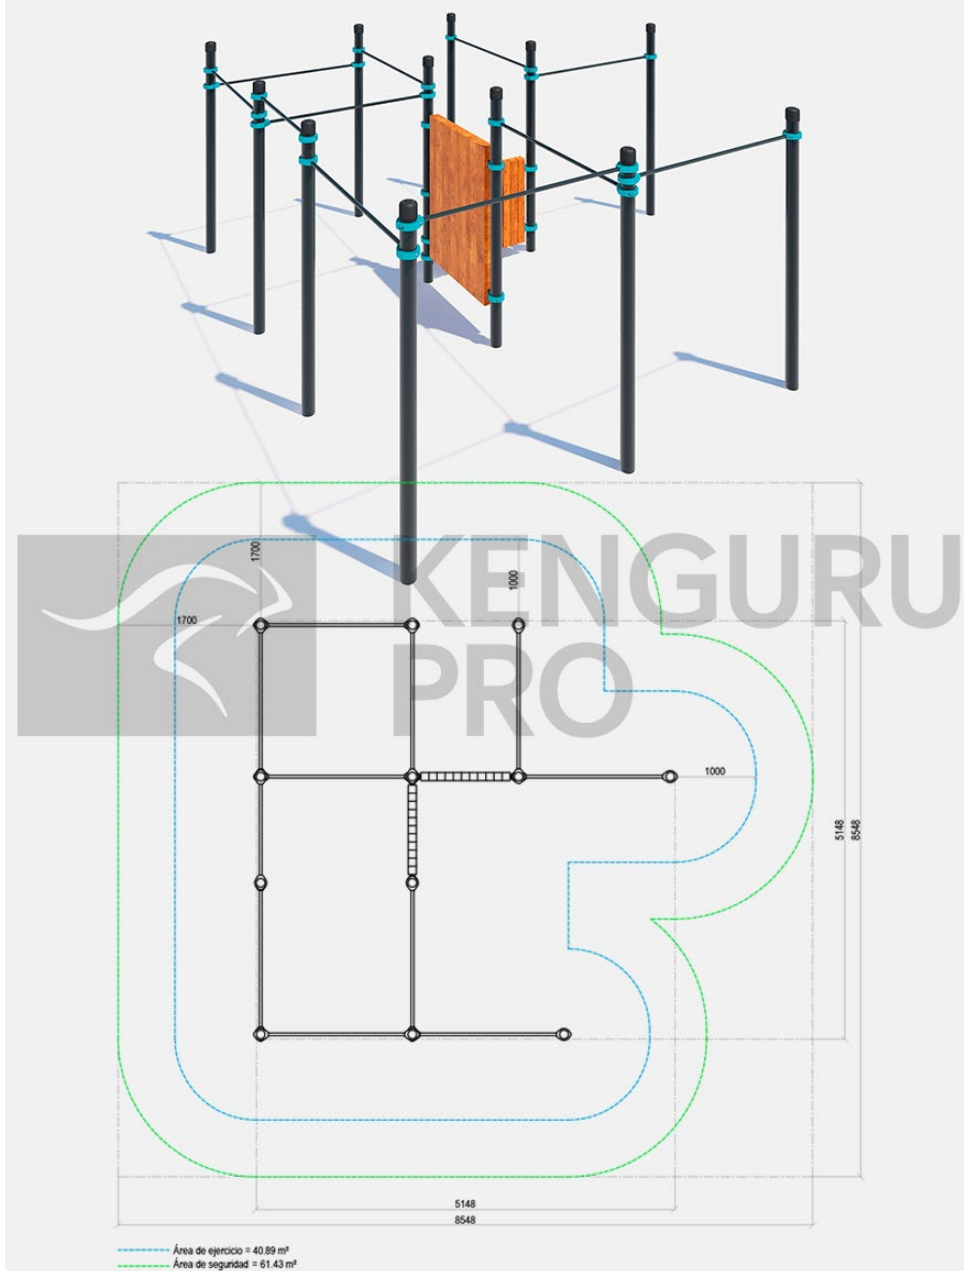 KENGURU
PRO
1700
1700
1000
1000
5148
8548
5148
8548
Área de ejercicio = 40.89 m²
Área de seguridad = 61.43 m²